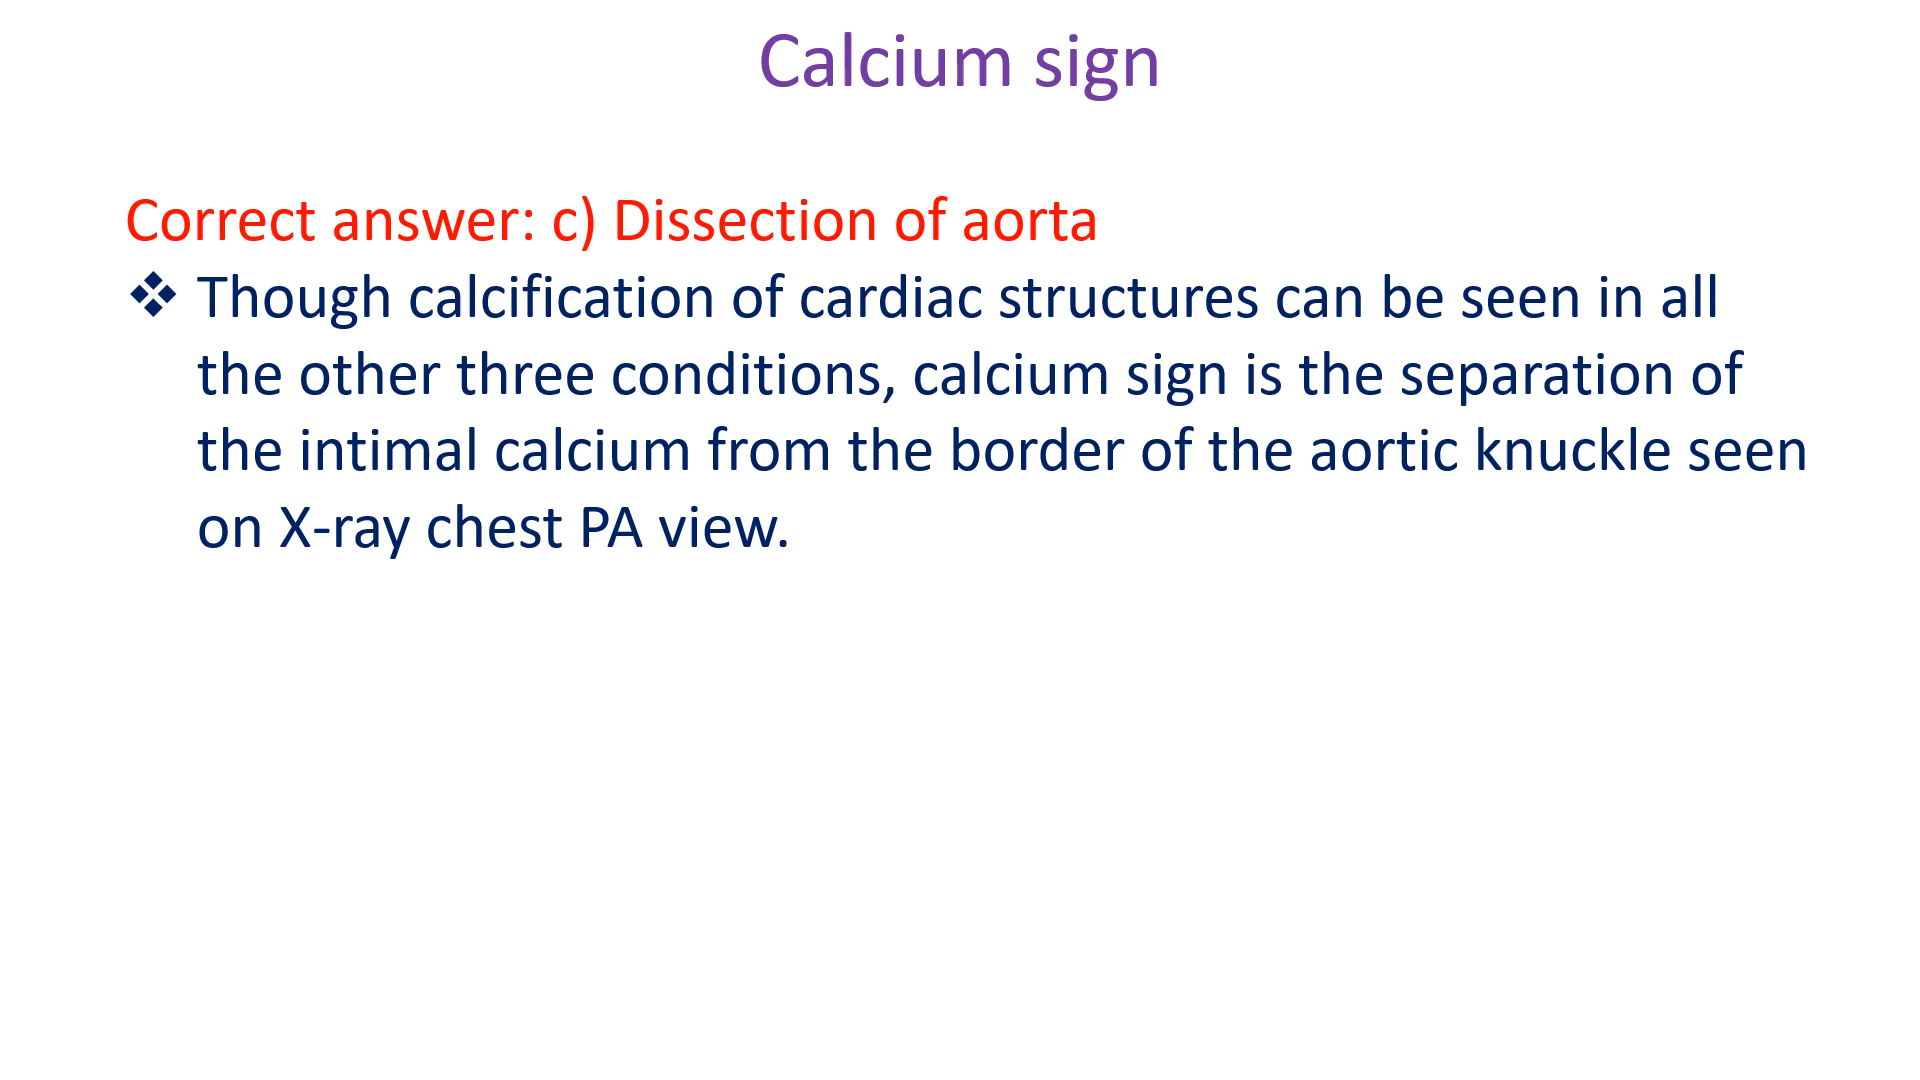 Calcium sign
Correct answer: c) Dissection of aorta
❖ Though calcification of cardiac structures can be seen in all
the other three conditions, calcium sign is the separation of
the intimal calcium from the border of the aortic knuckle seen
on X-ray chest PA view.